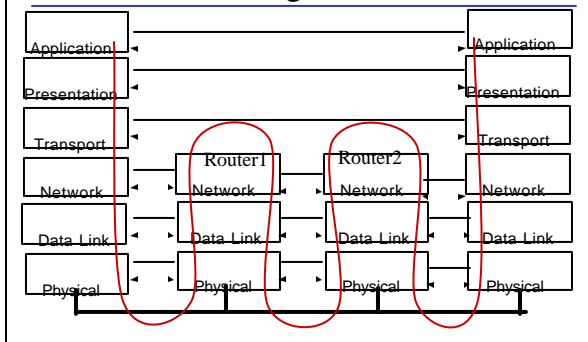 Application Application
Presentation Presentation
Transport Transport
Router1 Router2
Network Network Network Network
Data Link Data Link Data Link Data Link
Physical Physical Physical Physical